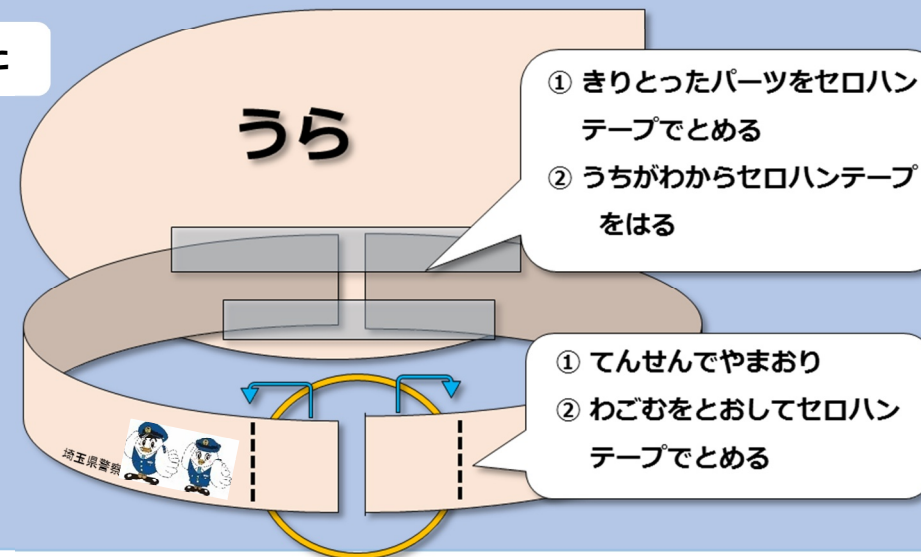 うら
① きりとったパーツをセロハン
テープでとめる
② うちがわからセロハンテープ
をはる
① てんせんでやまおり
② わごむをとおしてセロハン
テープでとめる
埼玉県警察